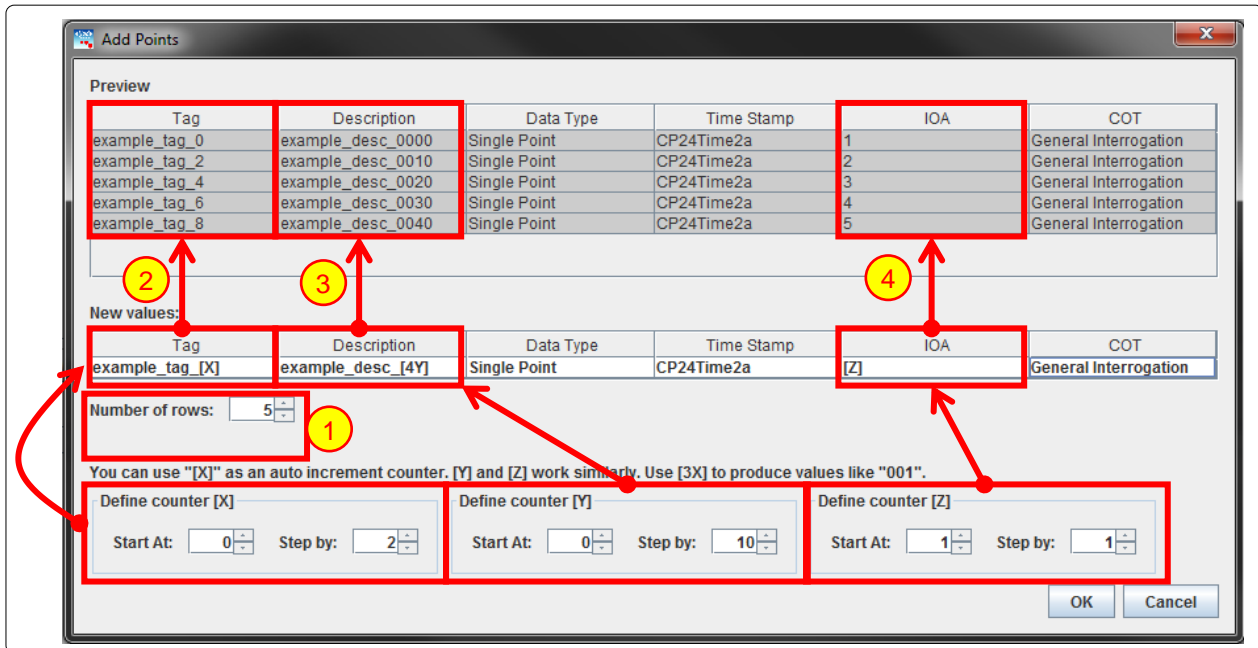 Add Points
Preview
Tag Description Data Type Time Stamp IOA COT
example_tag_0 example_desc_0000 Single Point CP24Time2a 1 General Interrogation
example_tag_2 example_desc_0010 Single Point CP24Time2a 2 General Interrogation
example_tag_4 example_desc_0020 Single Point CP24Time2a 3 General Interrogation
example_tag_6 example_desc_0030 Single Point CP24Time2a 4 General Interrogation
example_tag_8 example_desc_0040 Single Point CP24Time2a 5 General Interrogation
2 3 4
New values:
Tag Description Data Type Time Stamp IOA COT
example_tag_[X] example_desc_[4Y] Single Point CP24Time2a [Z] General Interrogation
Number of rows: 5
1
You can use "[X]" as an auto increment counter. [Y] and [Z] work similarly. Use [3X] to produce values like "001".
Define counter [X] Define counter [Y] Define counter [Z]
Start At: 0 Step by: 2 Start At: 0 Step by: 10 Start At: 1 Step by: 1
OK Cancel